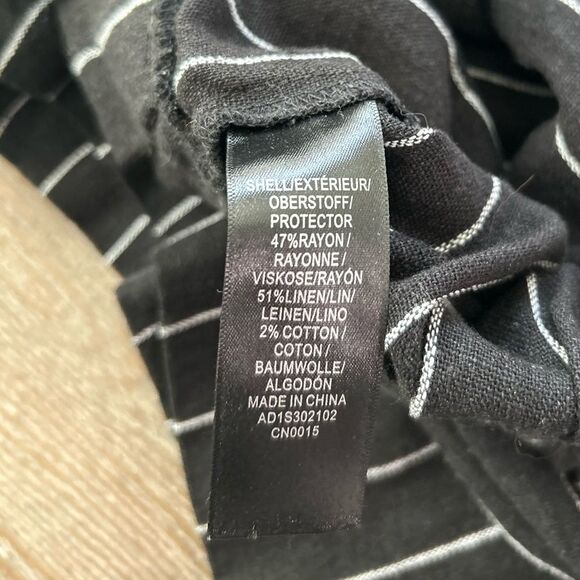 SHELL/EXTÉRIEUR/
OBERSTOFF/
PROTECTOR
47%RAYON/
RAYONNE/
VISKOSE/RAYÓN
51%LINEN/LIN/
LEINEN/LINO
2% COTTON/
COTON/
BAUMWOLLE/
ALGODÓN
MADE IN CHINA
AD1S302102
CN0015